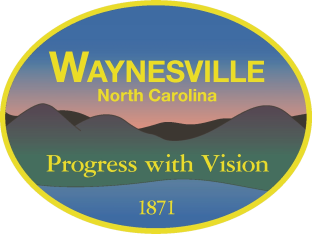 WAYNESVILLE
North Carolina
Progress with Vision
1871